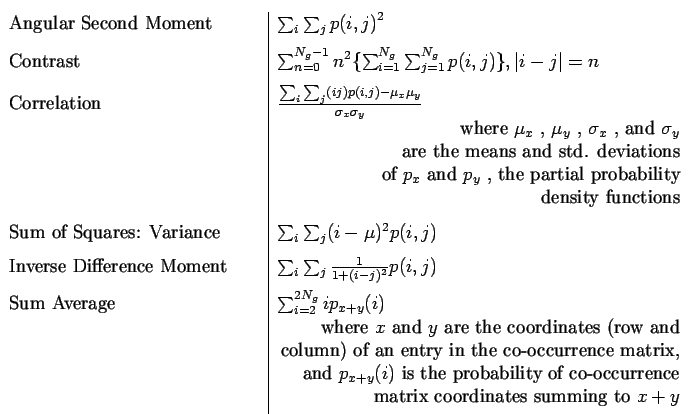 Angular Second Moment ∑_i ∑_j p(i, j)^2
Contrast ∑_{n=0}^{N_g−1} n^2{∑_{i=1}^{N_g} ∑_{j=1}^{N_g} p(i, j)}, |i − j| = n
Correlation \frac{∑_i ∑_j (ij)p(i,j)−μ_x μ_y}{σ_x σ_y}
where μ_x , μ_y , σ_x , and σ_y
are the means and std. deviations
of p_x and p_y , the partial probability
density functions
Sum of Squares: Variance ∑_i ∑_j (i − μ)^2 p(i, j)
Inverse Difference Moment ∑_i ∑_j \frac{1}{1+(i−j)^2} p(i, j)
Sum Average ∑_{i=2}^{2N_g} ip_{x+y}(i)
where x and y are the coordinates (row and
column) of an entry in the co-occurrence matrix,
and p_{x+y}(i) is the probability of co-occurrence
matrix coordinates summing to x + y